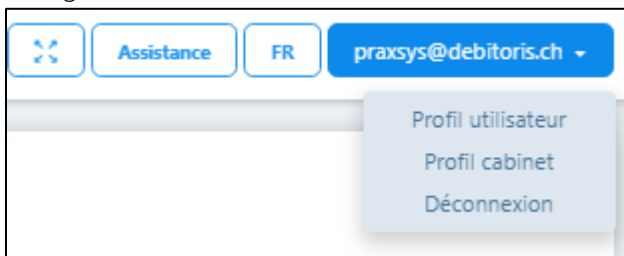 Assistance FR praxsys@debitoris.ch
Profil utilisateur
Profil cabinet
Déconnexion